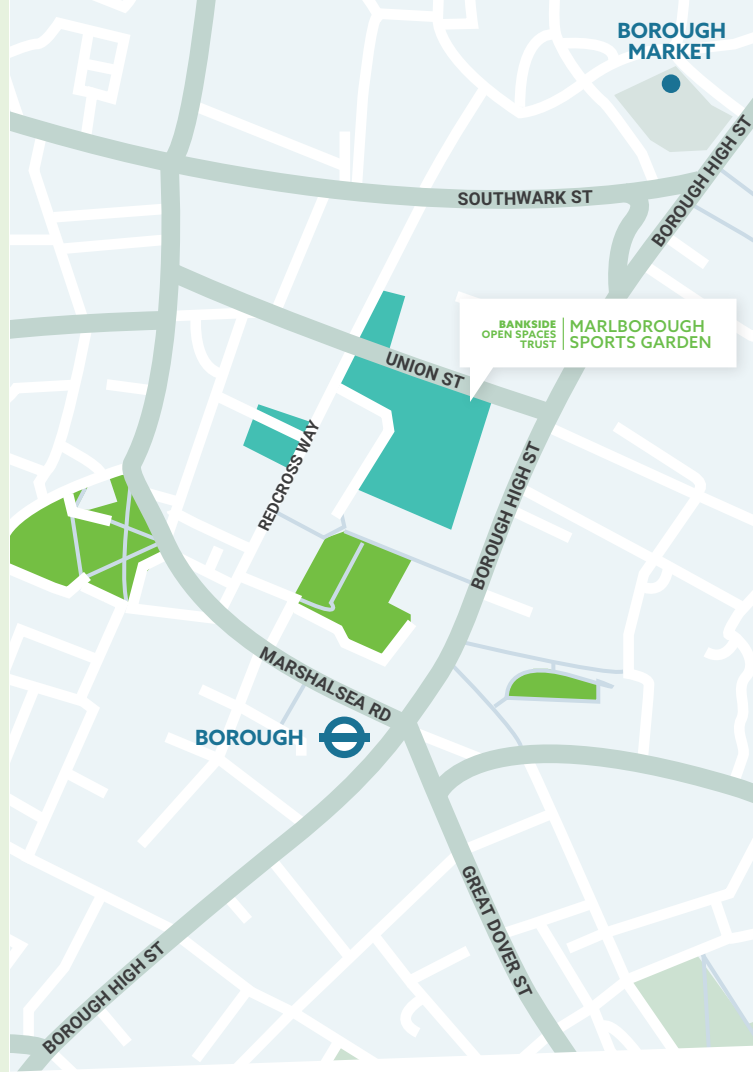 BOROUGH
MARKET
BOROUGH HIGH ST
SOUTHWARK ST
BANKSIDE
OPEN SPACES
TRUST
MARLBOROUGH
SPORTS GARDEN
UNION ST
REDCROSS WAY
BOROUGH HIGH ST
MARSHALSEA RD
BOROUGH
GREAT DOVER ST
BOROUGH HIGH ST